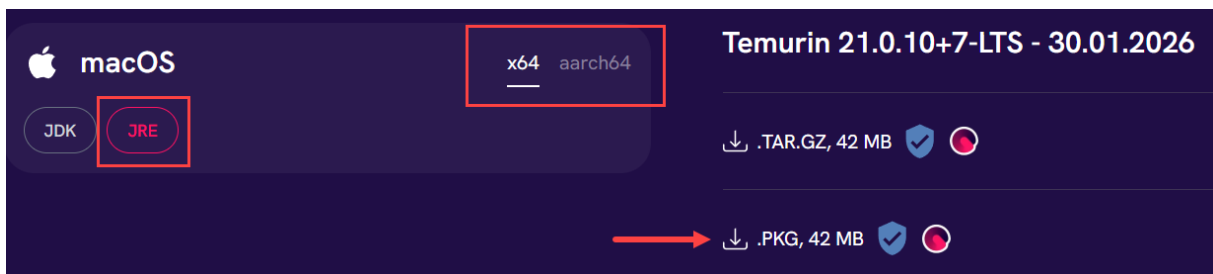 macOS
x64 aarch64
JDK JRE
Temurin 21.0.10+7-LTS - 30.01.2026
.TAR.GZ, 42 MB
.PKG, 42 MB